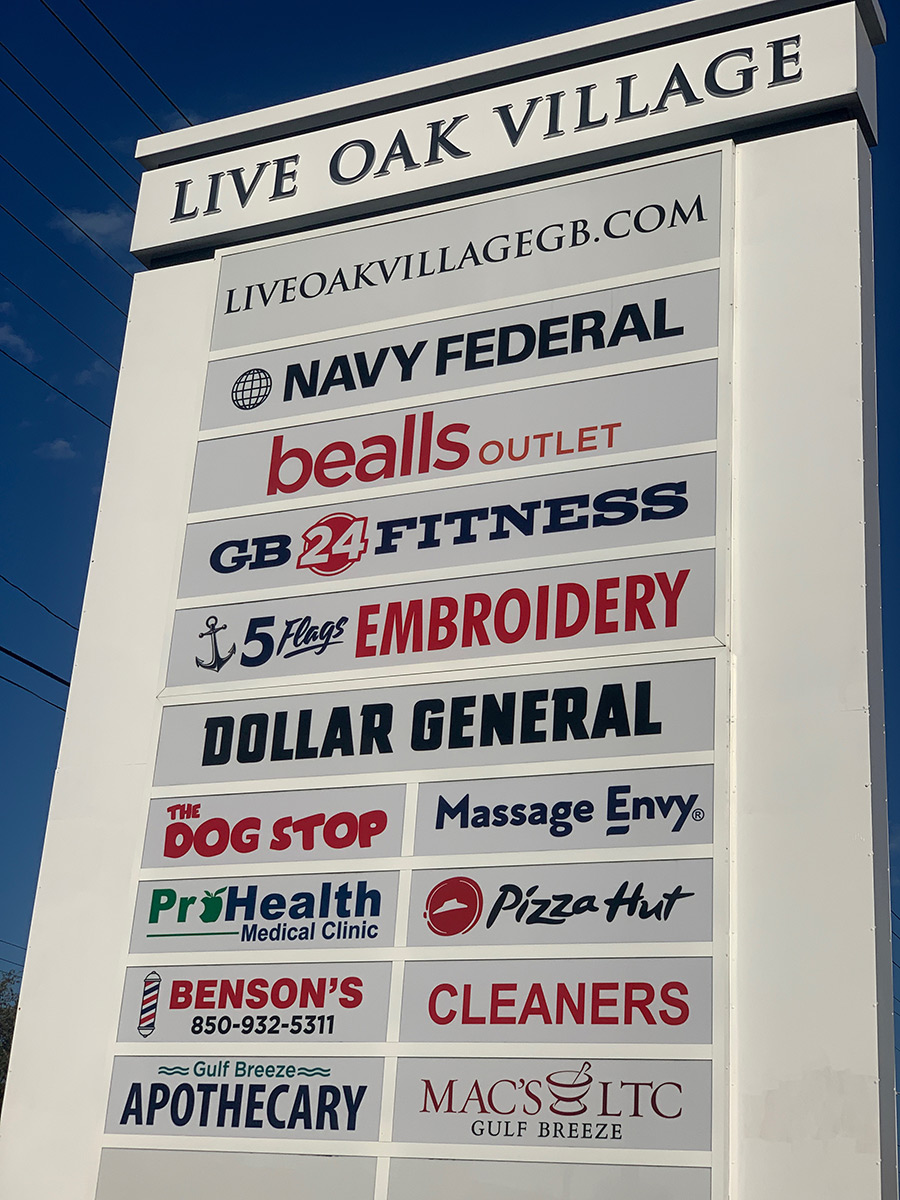 LIVE OAK VILLAGE
LIVEOAKVILLAGEGB.COM
NAVY FEDERAL
bealls OUTLET
GB 24 FITNESS
5 Flags EMBROIDERY
DOLLAR GENERAL
THE
DOG STOP
Massage Envy®
ProHealth
Medical Clinic
Pizza Hut
BENSON'S
850-932-5311
CLEANERS
Gulf Breeze
APOTHECARY
MAC'S LTC
GULF BREEZE